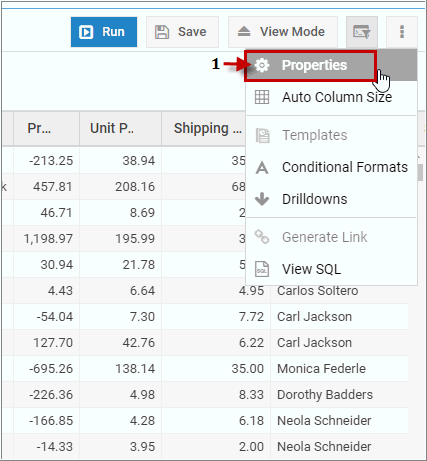 Run Save View Mode
1 Properties
Auto Column Size
Pr... Unit P.. Shipping ...
Templates
Conditional Formats
Drilldowns
Generate Link
View SQL
-213.25 38.94 35
k 457.81 208.16 68
46.71 8.69 2
1,198.97 195.99 3
30.94 21.78 5
4.43 6.64 4.95 Carlos Soltero
-54.04 7.30 7.72 Carl Jackson
127.70 42.76 6.22 Carl Jackson
-695.26 138.14 35.00 Monica Federle
-226.36 4.98 8.33 Dorothy Badders
-166.85 4.28 6.18 Neola Schneider
-14.33 3.95 2.00 Neola Schneider